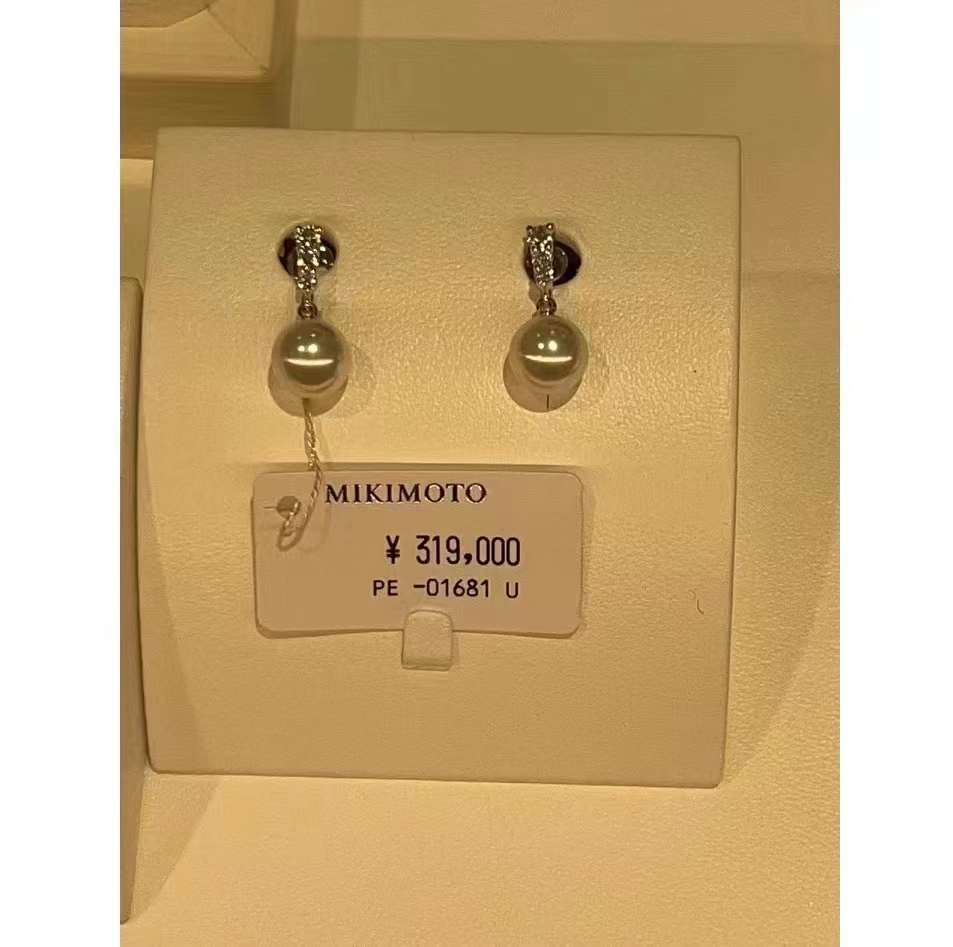 MIKIMOTO
¥ 319,000
PE -01681 U